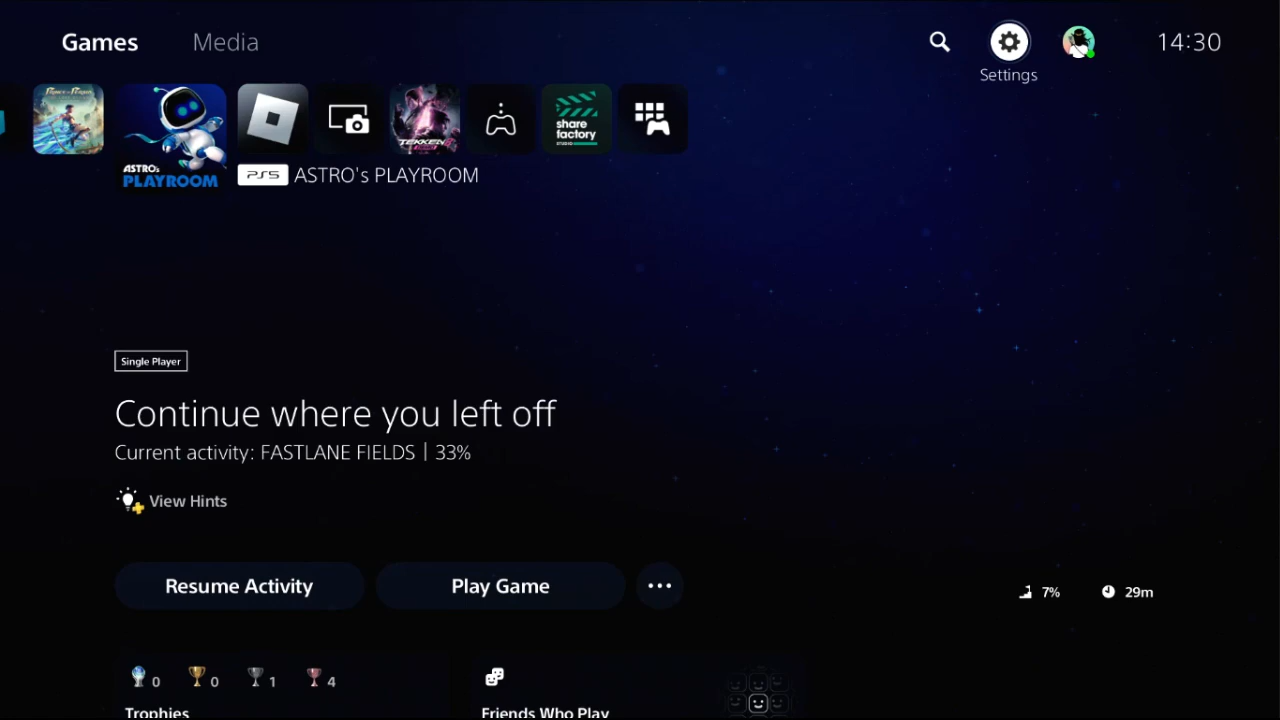 Games
Media
14:30
Settings
ASTRO's
PLAYROOM
TEKKEN
share
factory
STUDIO
PS5 ASTRO's PLAYROOM
Single Player
Continue where you left off
Current activity: FASTLANE FIELDS | 33%
View Hints
Resume Activity
Play Game
7%
29m
0
0
1
4
Trophies
Friends Who Play